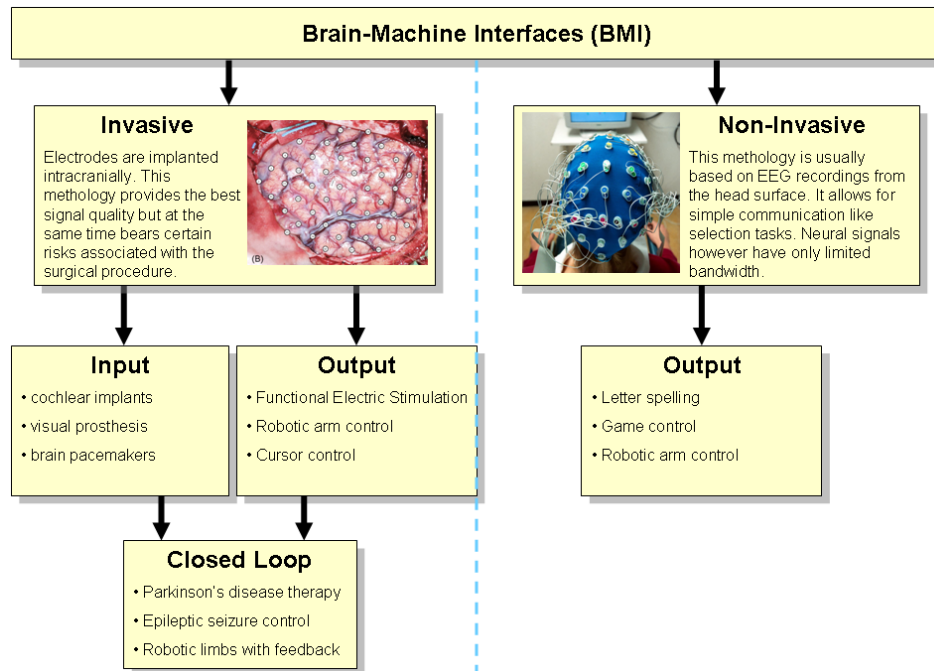 Brain-Machine Interfaces (BMI)
Invasive
Electrodes are implanted
intracranially. This
methology provides the best
signal quality but at the
same time bears certain
risks associated with the
surgical procedure.
(B)
Non-Invasive
This methology is usually
based on EEG recordings from
the head surface. It allows for
simple communication like
selection tasks. Neural signals
however have only limited
bandwidth.
Input
• cochlear implants
• visual prosthesis
• brain pacemakers
Output
• Functional Electric Stimulation
• Robotic arm control
• Cursor control
Output
• Letter spelling
• Game control
• Robotic arm control
Closed Loop
• Parkinson's disease therapy
• Epileptic seizure control
• Robotic limbs with feedback